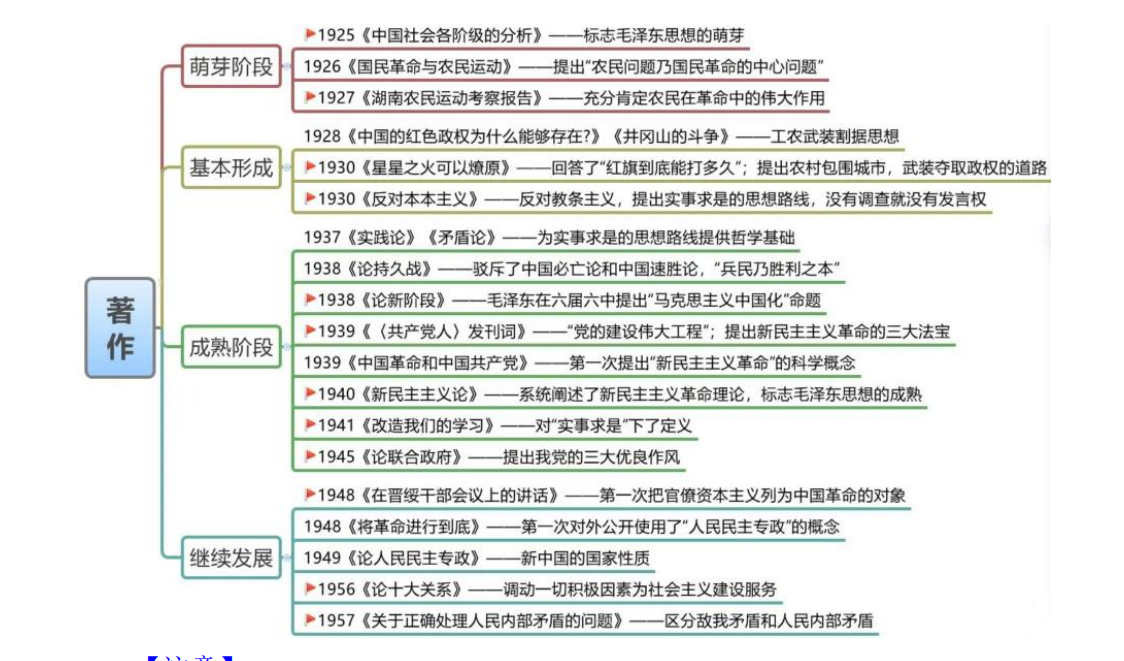 著作
萌芽阶段
1925《中国社会各阶级的分析》——标志毛泽东思想的萌芽
1926《国民革命与农民运动》——提出“农民问题乃国民革命的中心问题”
1927《湖南农民运动考察报告》——充分肯定农民在革命中的伟大作用
基本形成
1928《中国的红色政权为什么能够存在?》《井冈山的斗争》——工农武装割据思想
1930《星星之火可以燎原》——回答了“红旗到底能打多久”；提出农村包围城市，武装夺取政权的道路
1930《反对本本主义》——反对教条主义，提出实事求是的思想路线，没有调查就没有发言权
成熟阶段
1937《实践论》《矛盾论》——为实事求是的思想路线提供哲学基础
1938《论持久战》——驳斥了中国必亡论和中国速胜论，“兵民乃胜利之本”
1938《论新阶段》——毛泽东在六届六中提出“马克思主义中国化”命题
1939《〈共产党人〉发刊词》——“党的建设伟大工程”；提出新民主主义革命的三大法宝
1939《中国革命和中国共产党》——第一次提出“新民主主义革命”的科学概念
1940《新民主主义论》——系统阐述了新民主主义革命理论，标志毛泽东思想的成熟
1941《改造我们的学习》——对“实事求是”下了定义
1945《论联合政府》——提出我党的三大优良作风
继续发展
1948《在晋绥干部会议上的讲话》——第一次把官僚资本主义列为中国革命的对象
1948《将革命进行到底》——第一次对外公开使用了“人民民主专政”的概念
1949《论人民民主专政》——新中国的国家性质
1956《论十大关系》——调动一切积极因素为社会主义建设服务
1957《关于正确处理人民内部矛盾的问题》——区分敌我矛盾和人民内部矛盾